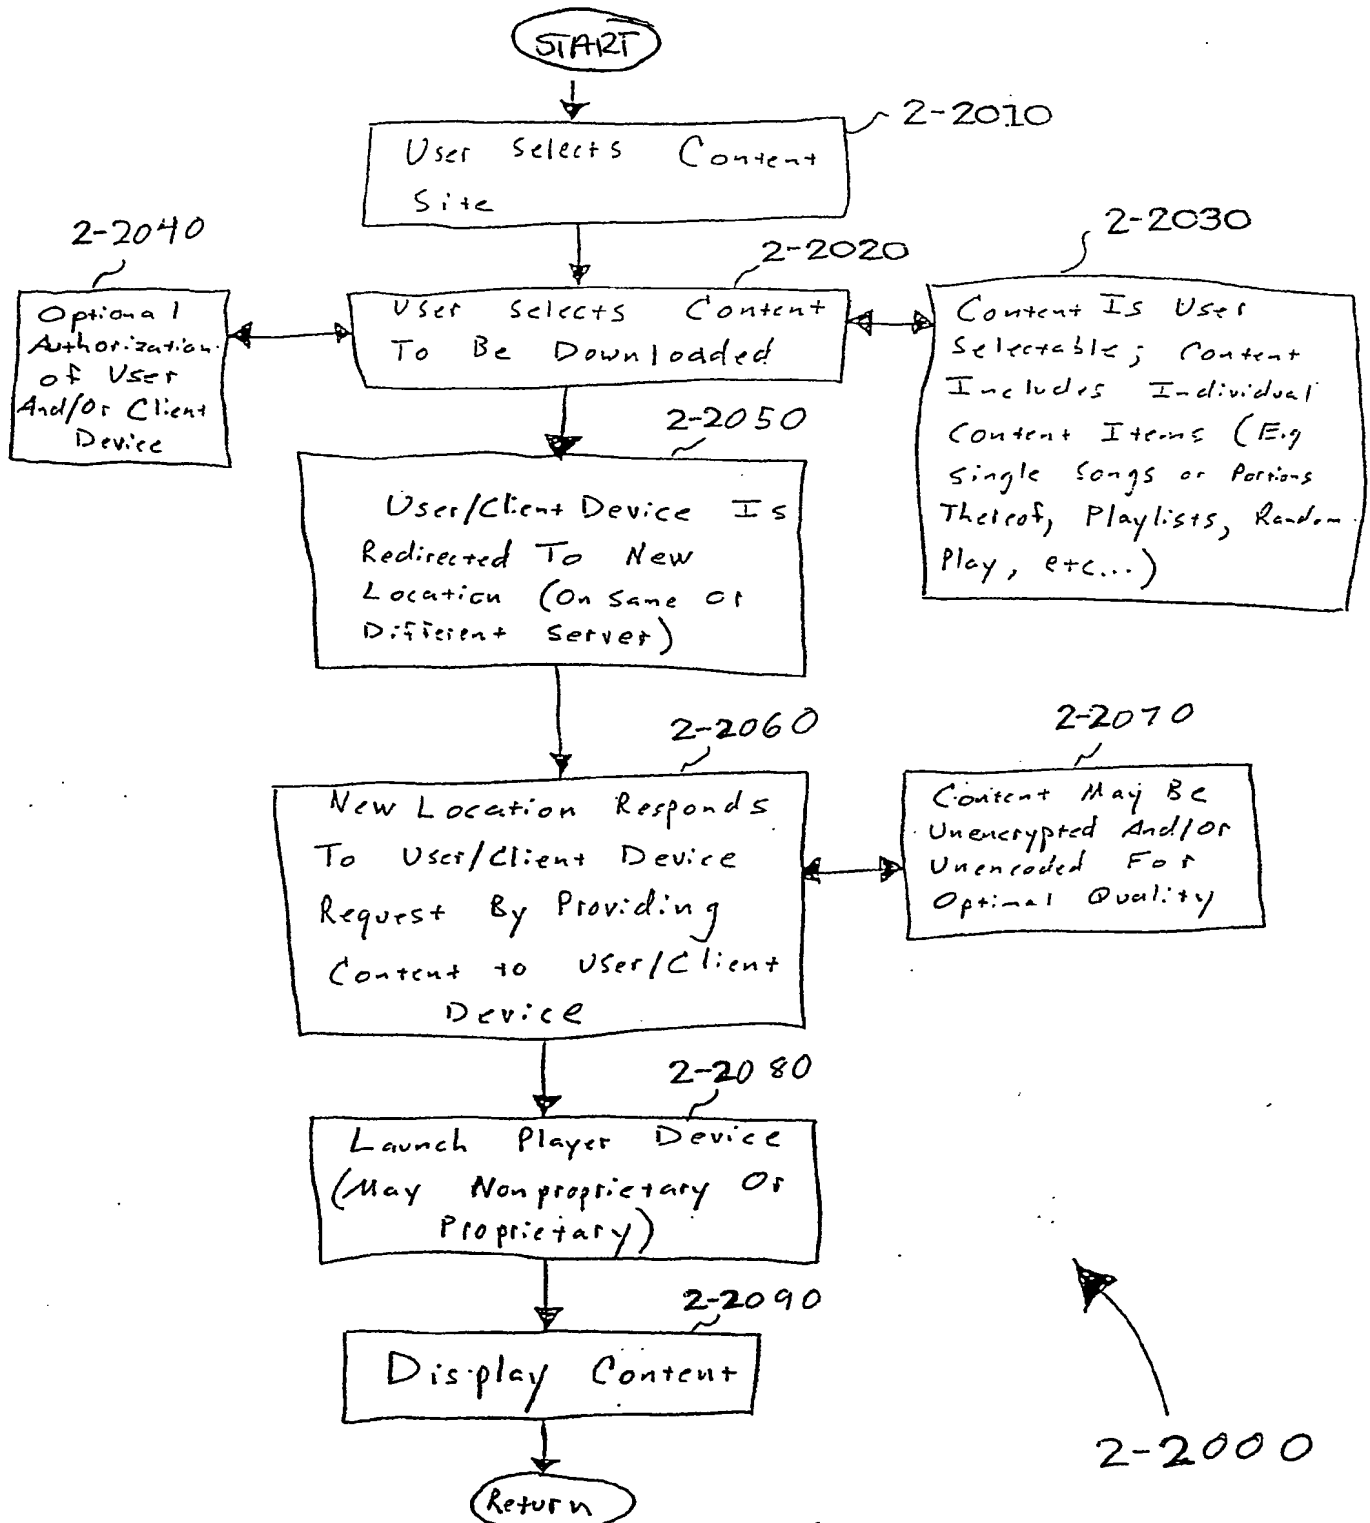 START
2-2010
User Selects Content
Site
2-2040
2-2020
2-2030
Optional
Authorization
of User
And/Or Client
Device
User Selects Content
To Be Downloaded
Content Is User
Selectable; Content
Includes Individual
Content Items (E.g
single Songs or Portions
Thereof, Playlists, Random
Play, etc...)
2-2050
User/Client Device Is
Redirected To New
Location (On Same Or
Different Server)
2-2060
New Location Responds
To User/Client Device
Request By Providing
Content to User/Client
Device
2-2070
Content May Be
Unencrypted And/Or
Unencoded For
Optimal Quality
2-2080
Launch Player Device
(May Nonproprietary Or
Proprietary)
2-2090
Display Content
Return
2-2000